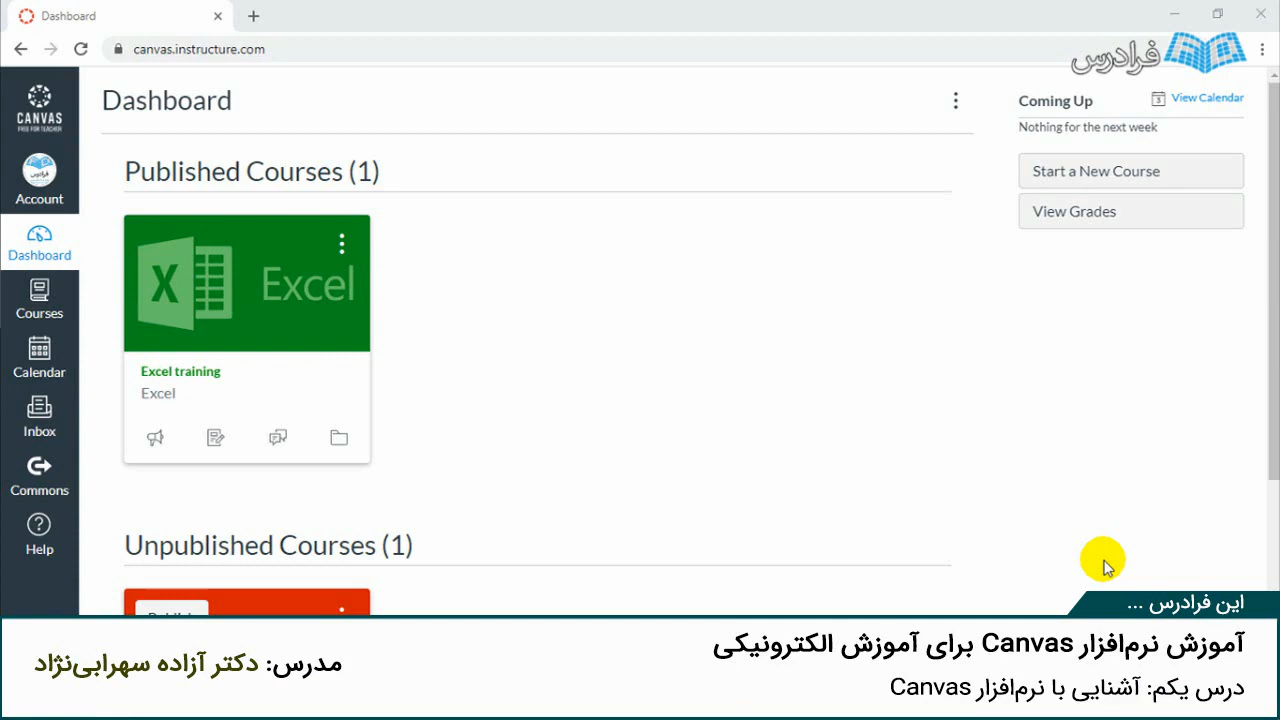 Dashboard
canvas.instructure.com
فرادرس
CANVAS
FREE FOR TEACHER
فرادرس
Account
Dashboard
Courses
Calendar
Inbox
Commons
Help
Dashboard
Published Courses (1)
Excel
Excel training
Excel
Unpublished Courses (1)
Coming Up
3
View Calendar
Nothing for the next week
Start a New Course
View Grades
این فرادرس ...
آموزش نرم‌افزار Canvas برای آموزش الکترونیکی
درس یکم: آشنایی با نرم‌افزار Canvas
مدرس: دکتر آزاده سهرابی‌نژاد